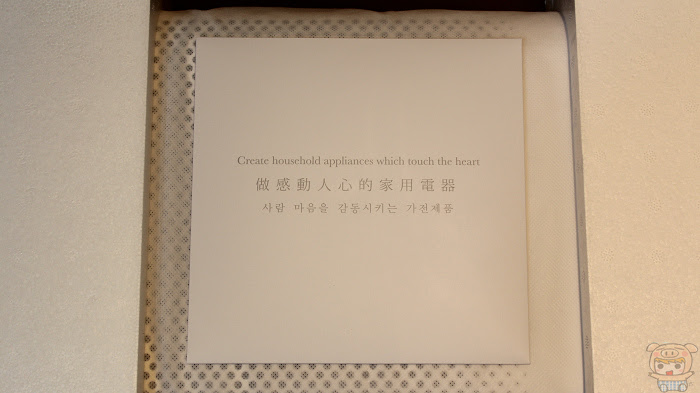 Create household appliances which touch the heart
做感動人心的家用電器
사람 마음을 감동시키는 가전제품